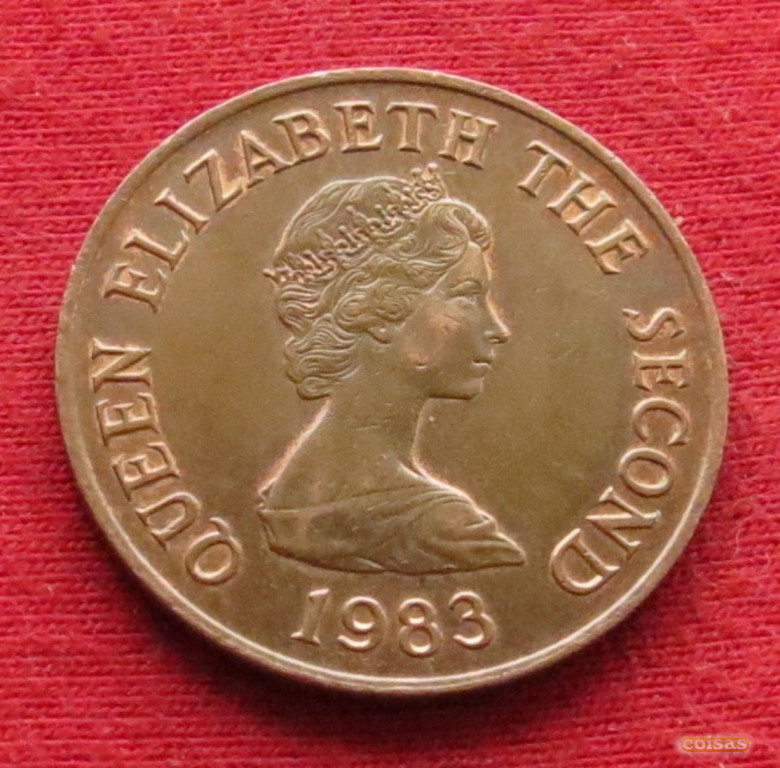 QUEEN ELIZABETH THE SECOND
1983
coisas